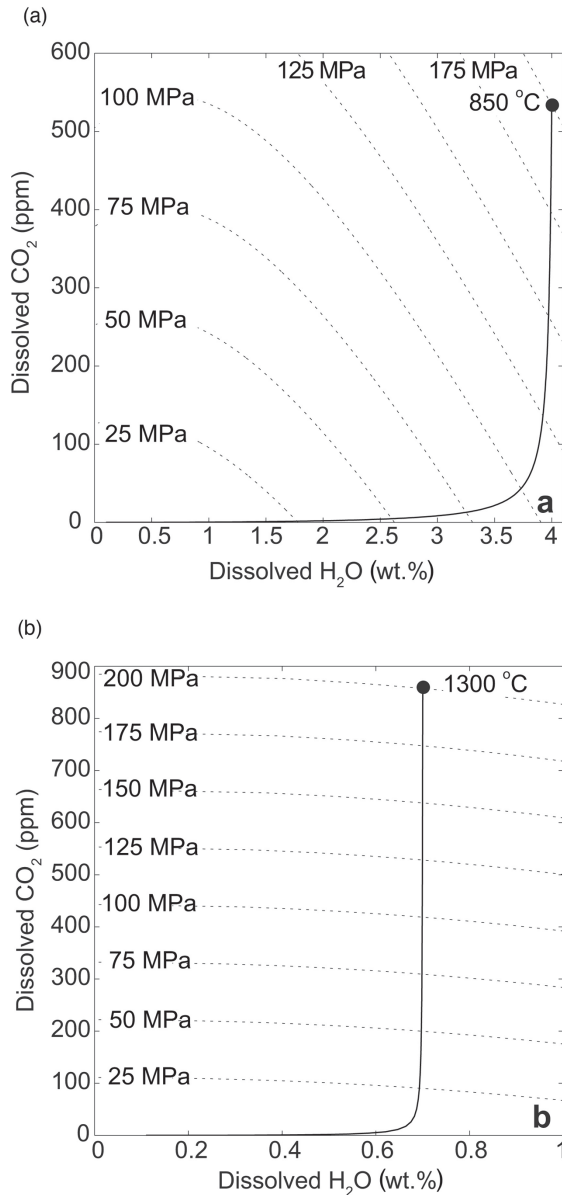 (a)
600
500
400
300
200
100
0
Dissolved CO2 (ppm)
125 MPa
175 MPa
850 °C
100 MPa
75 MPa
50 MPa
25 MPa
a
0 0.5 1 1.5 2 2.5 3 3.5 4
Dissolved H2O (wt.%)
(b)
900
800
700
600
500
400
300
200
100
0
Dissolved CO2 (ppm)
200 MPa
1300 °C
175 MPa
150 MPa
125 MPa
100 MPa
75 MPa
50 MPa
25 MPa
b
0 0.2 0.4 0.6 0.8 1
Dissolved H2O (wt.%)